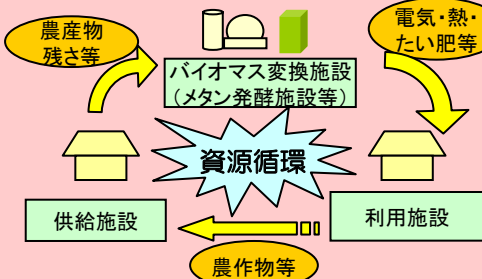 農産物
残さ等
電気・熱・
たい肥等
バイオマス変換施設
（メタン発酵施設等）
資源循環
供給施設
利用施設
農作物等